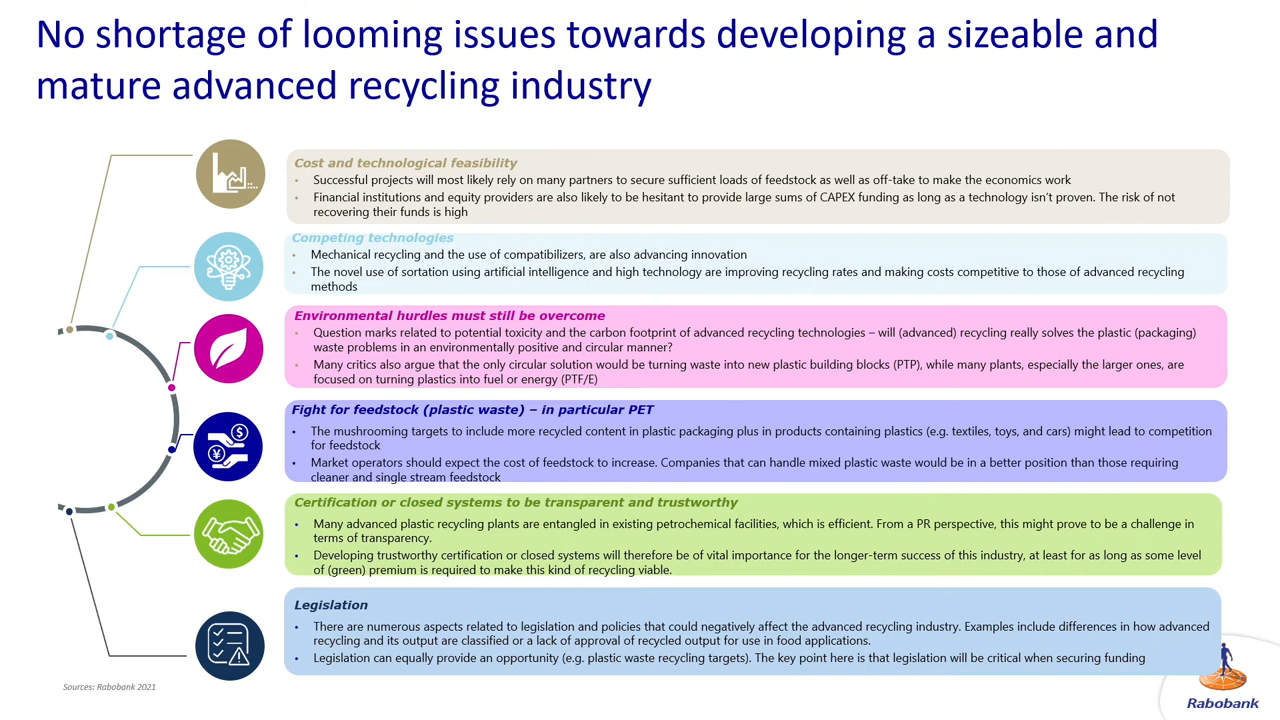 No shortage of looming issues towards developing a sizeable and
mature advanced recycling industry
Cost and technological feasibility
• Successful projects will most likely rely on many partners to secure sufficient loads of feedstock as well as off-take to make the economics work
• Financial institutions and equity providers are also likely to be hesitant to provide large sums of CAPEX funding as long as a technology isn't proven. The risk of not
recovering their funds is high
Competing technologies
• Mechanical recycling and the use of compatibilizers, are also advancing innovation
• The novel use of sortation using artificial intelligence and high technology are improving recycling rates and making costs competitive to those of advanced recycling
methods
Environmental hurdles must still be overcome
• Question marks related to potential toxicity and the carbon footprint of advanced recycling technologies – will (advanced) recycling really solves the plastic (packaging)
waste problems in an environmentally positive and circular manner?
• Many critics also argue that the only circular solution would be turning waste into new plastic building blocks (PTP), while many plants, especially the larger ones, are
focused on turning plastics into fuel or energy (PTF/E)
Fight for feedstock (plastic waste) – in particular PET
• The mushrooming targets to include more recycled content in plastic packaging plus in products containing plastics (e.g. textiles, toys, and cars) might lead to competition
for feedstock
• Market operators should expect the cost of feedstock to increase. Companies that can handle mixed plastic waste would be in a better position than those requiring
cleaner and single stream feedstock
Certification or closed systems to be transparent and trustworthy
• Many advanced plastic recycling plants are entangled in existing petrochemical facilities, which is efficient. From a PR perspective, this might prove to be a challenge in
terms of transparency.
• Developing trustworthy certification or closed systems will therefore be of vital importance for the longer-term success of this industry, at least for as long as some level
of (green) premium is required to make this kind of recycling viable.
Legislation
• There are numerous aspects related to legislation and policies that could negatively affect the advanced recycling industry. Examples include differences in how advanced
recycling and its output are classified or a lack of approval of recycled output for use in food applications.
• Legislation can equally provide an opportunity (e.g. plastic waste recycling targets). The key point here is that legislation will be critical when securing funding
Sources: Rabobank 2021
Rabobank